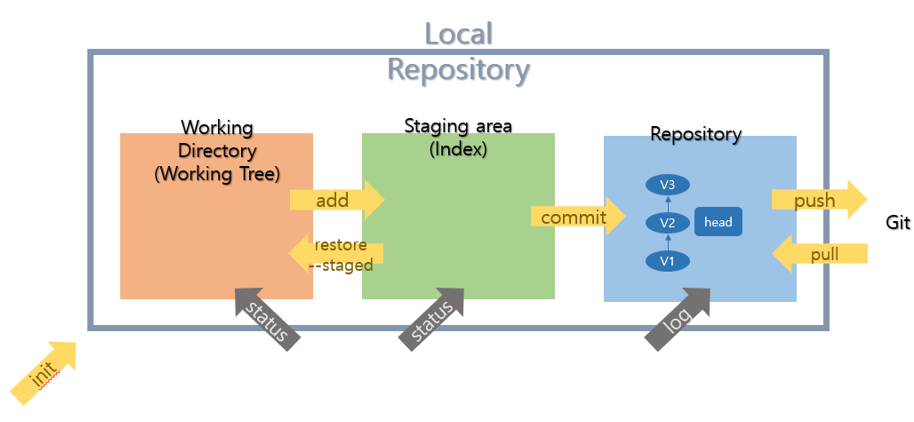 Local
Repository
Working
Directory
(Working Tree)
Staging area
(Index)
Repository
add
restore
--staged
commit
V3
V2
head
V1
push
pull
Git
status
status
log
init